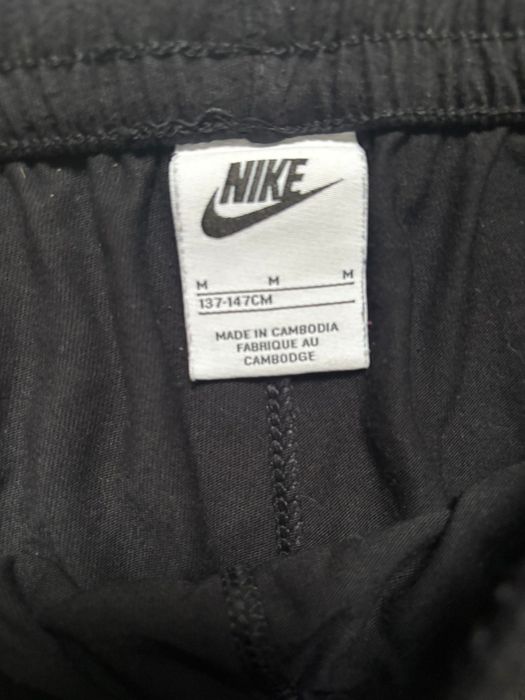 NIKE
M M M
137-147CM
MADE IN CAMBODIA
FABRIQUE AU
CAMBODGE